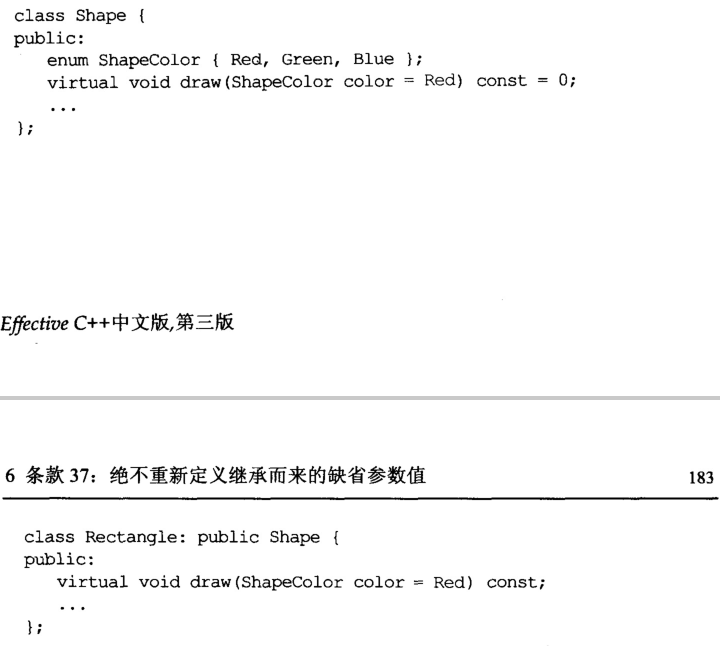 class Shape {
public:
enum ShapeColor { Red, Green, Blue };
virtual void draw(ShapeColor color = Red) const = 0;
...
};
Effective C++中文版,第三版
6 条款 37：绝不重新定义继承而来的缺省参数值 183
class Rectangle: public Shape {
public:
virtual void draw(ShapeColor color = Red) const;
...
};